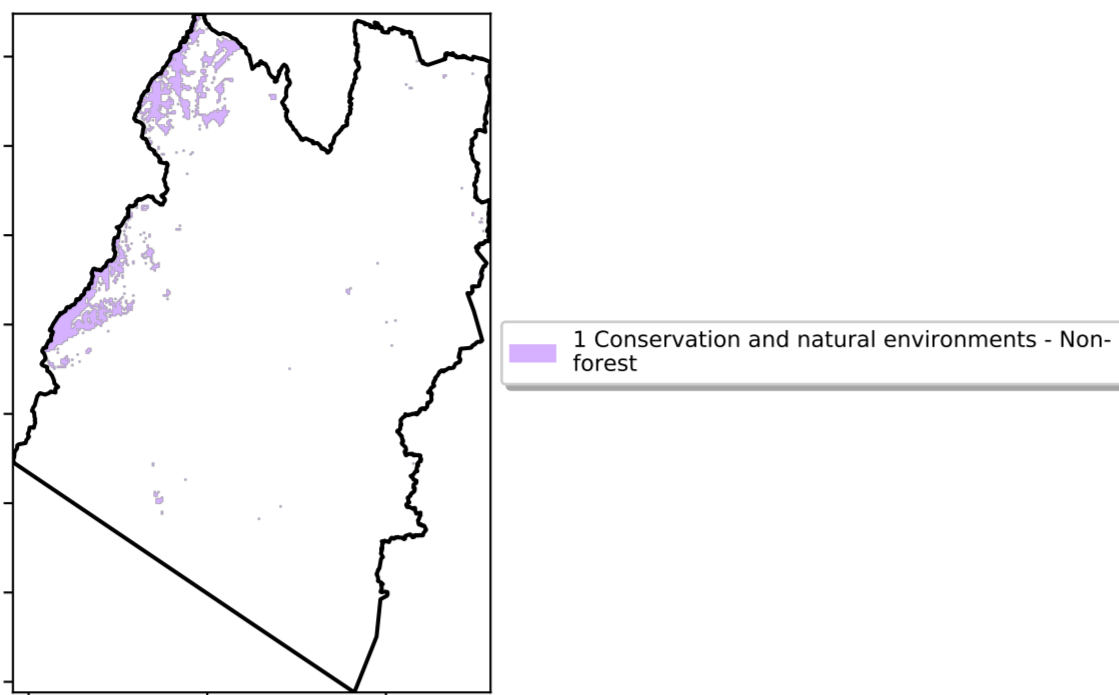 1 Conservation and natural environments - Non-
forest